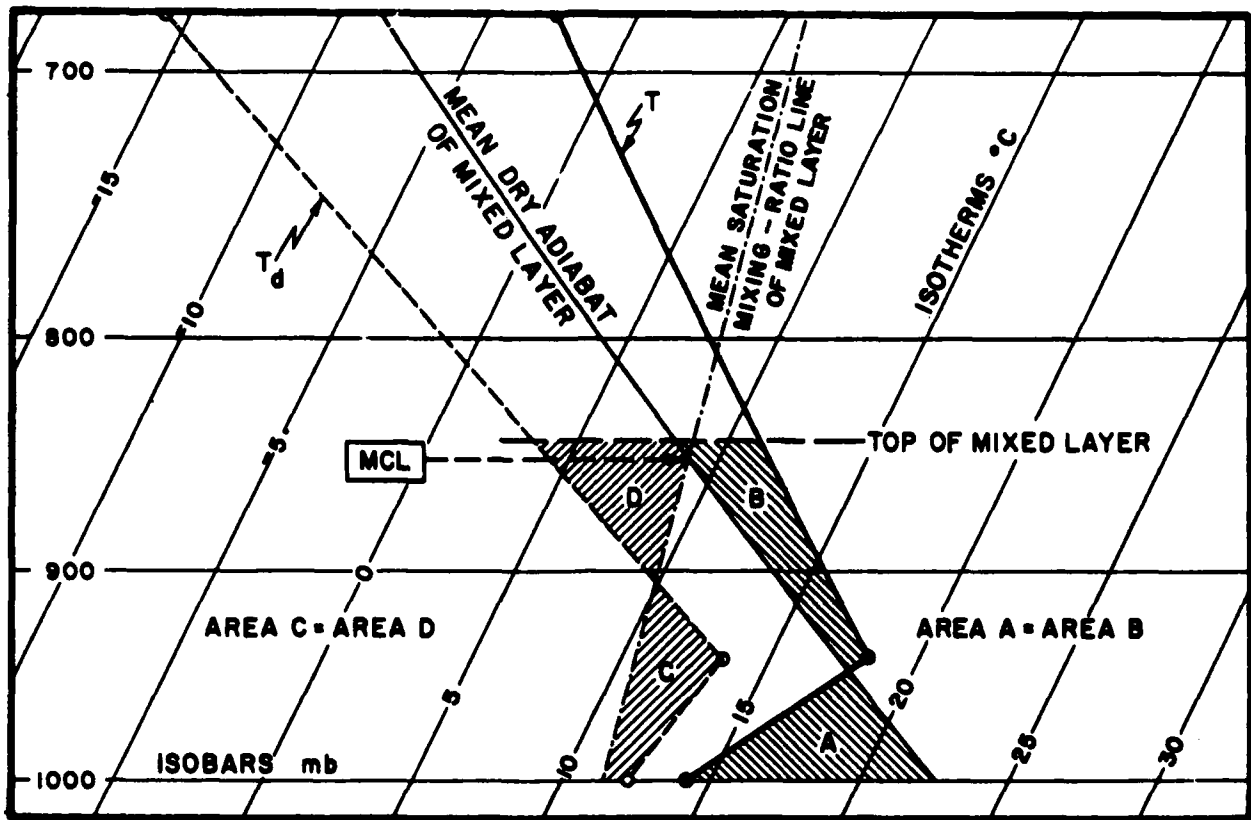 700
MEAN DRY ADIABAT
OF MIXED LAYER
T
MEAN SATURATION
MIXING - RATIO LINE
OF MIXED LAYER
ISOTHERMS °C
-15
T_d
-10
800
-5
MCL
TOP OF MIXED LAYER
D
B
900
0
AREA C = AREA D
AREA A = AREA B
C
5
15
20
A
10
25
30
ISOBARS mb
1000